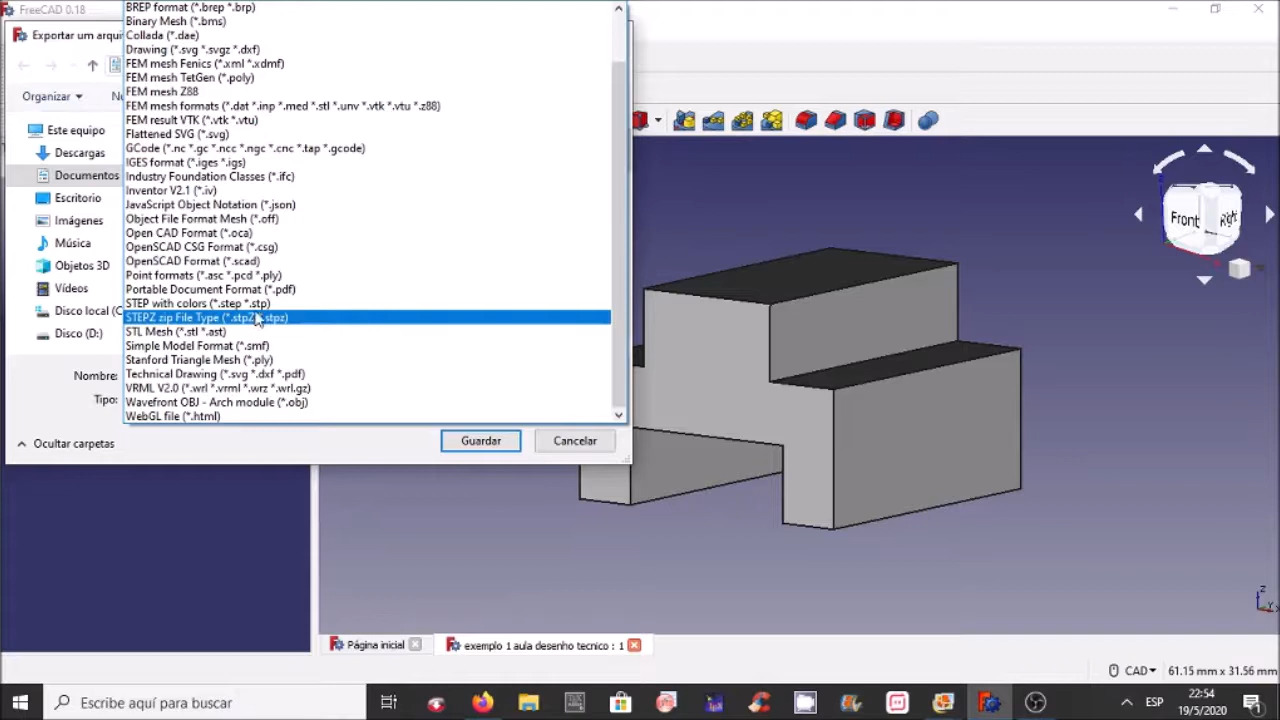 FreeCAD 0.18
Exportar um arqui
Organizar
Nu
Este equipo
Descargas
Documentos
Escritorio
Imágenes
Música
Objetos 3D
Vídeos
Disco local (C
Disco (D:)
Nombre:
Tipo:
BREP format (*.brep *.brp)
Binary Mesh (*.bms)
Collada (*.dae)
Drawing (*.svg *.svgz *.dxf)
FEM mesh Fenics (*.xml *.xdmf)
FEM mesh TetGen (*.poly)
FEM mesh Z88
FEM mesh formats (*.dat *.inp *.med *.stl *.unv *.vtk *.vtu *.z88)
FEM result VTK (*.vtk *.vtu)
Flattened SVG (*.svg)
GCode (*.nc *.gc *.ncc *.ngc *.cnc *.tap *.gcode)
IGES format (*.iges *.igs)
Industry Foundation Classes (*.ifc)
Inventor V2.1 (*.iv)
JavaScript Object Notation (*.json)
Object File Format Mesh (*.off)
Open CAD Format (*.oca)
OpenSCAD CSG Format (*.csg)
OpenSCAD Format (*.scad)
Point formats (*.asc *.pcd *.ply)
Portable Document Format (*.pdf)
STEP with colors (*.step *.stp)
STEPZ zip File Type (*.stpZ *.stpz)
STL Mesh (*.stl *.ast)
Simple Model Format (*.smf)
Stanford Triangle Mesh (*.ply)
Technical Drawing (*.svg *.dxf *.pdf)
VRML V2.0 (*.wrl *.vrml *.wrz *.wrl.gz)
Wavefront OBJ - Arch module (*.obj)
WebGL file (*.html)
Ocultar carpetas
Guardar
Cancelar
Front
Right
Z
Página inicial
exemplo 1 aula desenho tecnico : 1
CAD
61.15 mm x 31.56 mm
Escribe aquí para buscar
ESP
22:54
19/5/2020